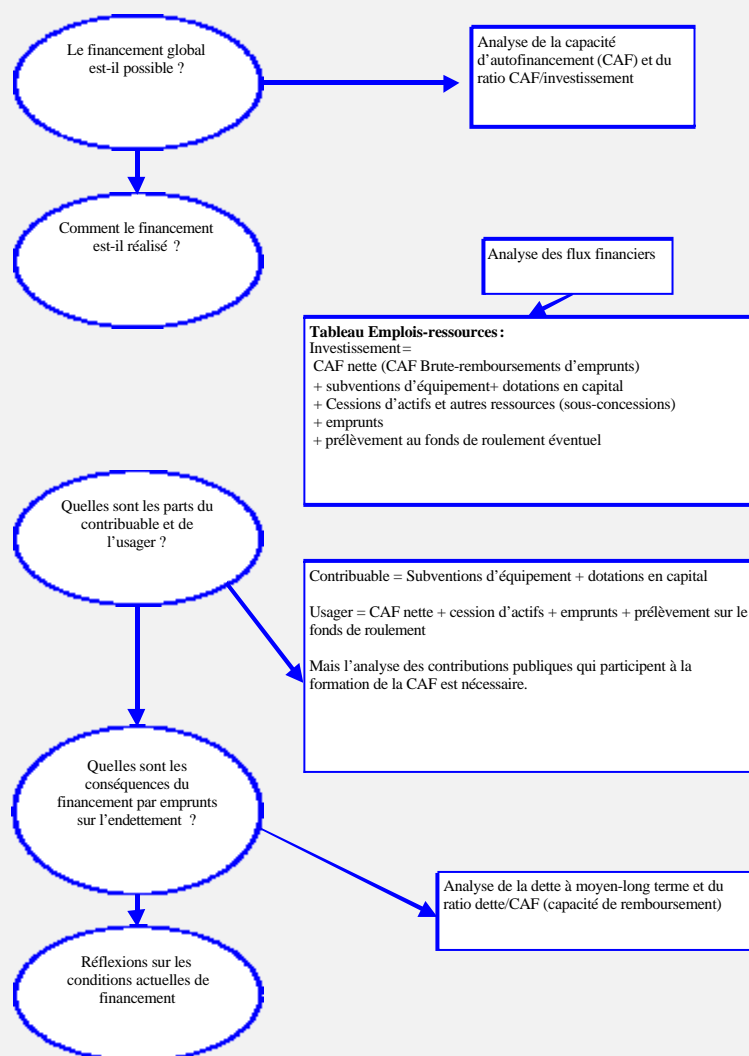 Le financement global
est-il possible ?
Analyse de la capacité
d'autofinancement (CAF) et du
ratio CAF/investissement
Comment le financement
est-il réalisé ?
Analyse des flux financiers
Tableau Emplois-ressources :
Investissement =
CAF nette (CAF Brute-remboursements d'emprunts)
+ subventions d'équipement+ dotations en capital
+ Cessions d'actifs et autres ressources (sous-concessions)
+ emprunts
+ prélèvement au fonds de roulement éventuel
Quelles sont les parts du
contribuable et de
l'usager ?
Contribuable = Subventions d'équipement + dotations en capital
Usager = CAF nette + cession d'actifs + emprunts + prélèvement sur le
fonds de roulement
Mais l'analyse des contributions publiques qui participent à la
formation de la CAF est nécessaire.
Quelles sont les
conséquences du
financement par emprunts
sur l'endettement ?
Analyse de la dette à moyen-long terme et du
ratio dette/CAF (capacité de remboursement)
Réflexions sur les
conditions actuelles de
financement